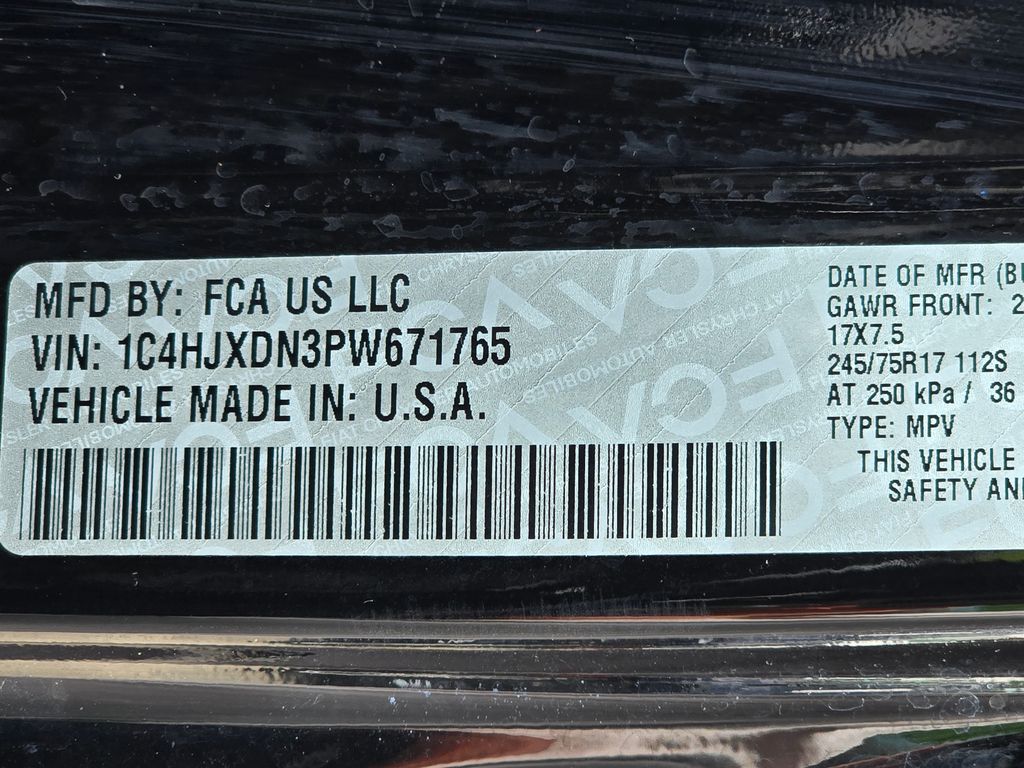 MFD BY: FCA US LLC
VIN: 1C4HJXDN3PW671765
VEHICLE MADE IN: U.S.A.
DATE OF MFR (
GAWR FRONT: 2
17X7.5
245/75R17 112S
AT 250 kPa / 36
TYPE: MPV
THIS VEHICLE
SAFETY